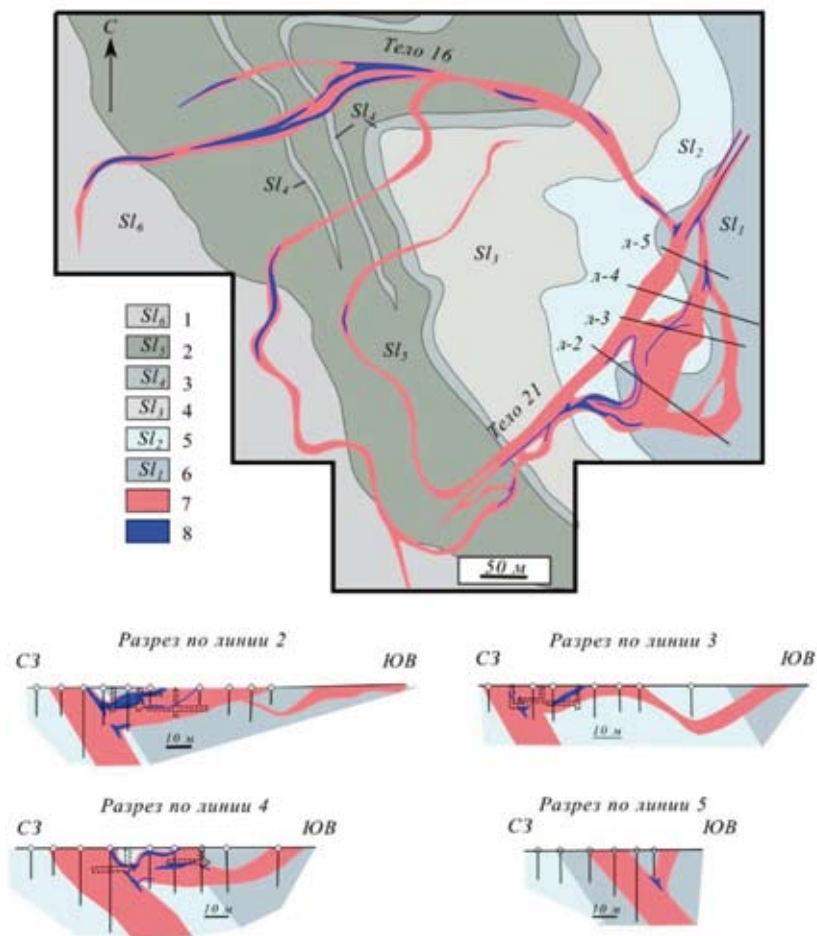 С
Тело 16
Sl4
Sl4
Sl2
Sl6
Sl3
Sl1
л-5
л-4
л-3
л-2
Sl5
Тело 21
Sl6 1
Sl5 2
Sl4 3
Sl3 4
Sl2 5
Sl1 6
7
8
50 м
Разрез по линии 2
СЗ ЮВ
10 м
Разрез по линии 3
СЗ ЮВ
10 м
Разрез по линии 4
СЗ ЮВ
10 м
Разрез по линии 5
СЗ ЮВ
10 м